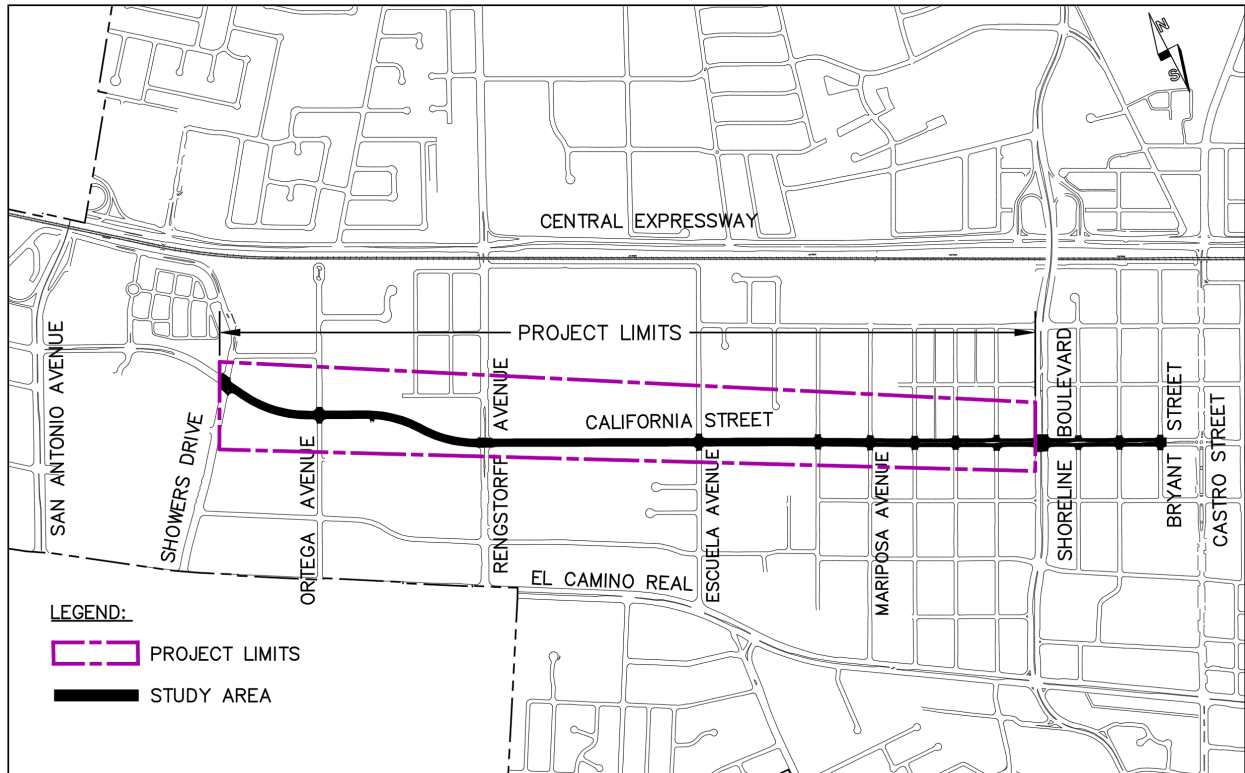 N
S
CENTRAL EXPRESSWAY
PROJECT LIMITS
SAN ANTONIO AVENUE
SHOWERS DRIVE
ORTEGA AVENUE
RENGSTORFF AVENUE
CALIFORNIA STREET
ESCUELA AVENUE
MARIPOSA AVENUE
SHORELINE BOULEVARD
BRYANT STREET
CASTRO STREET
EL CAMINO REAL
LEGEND:
PROJECT LIMITS
STUDY AREA